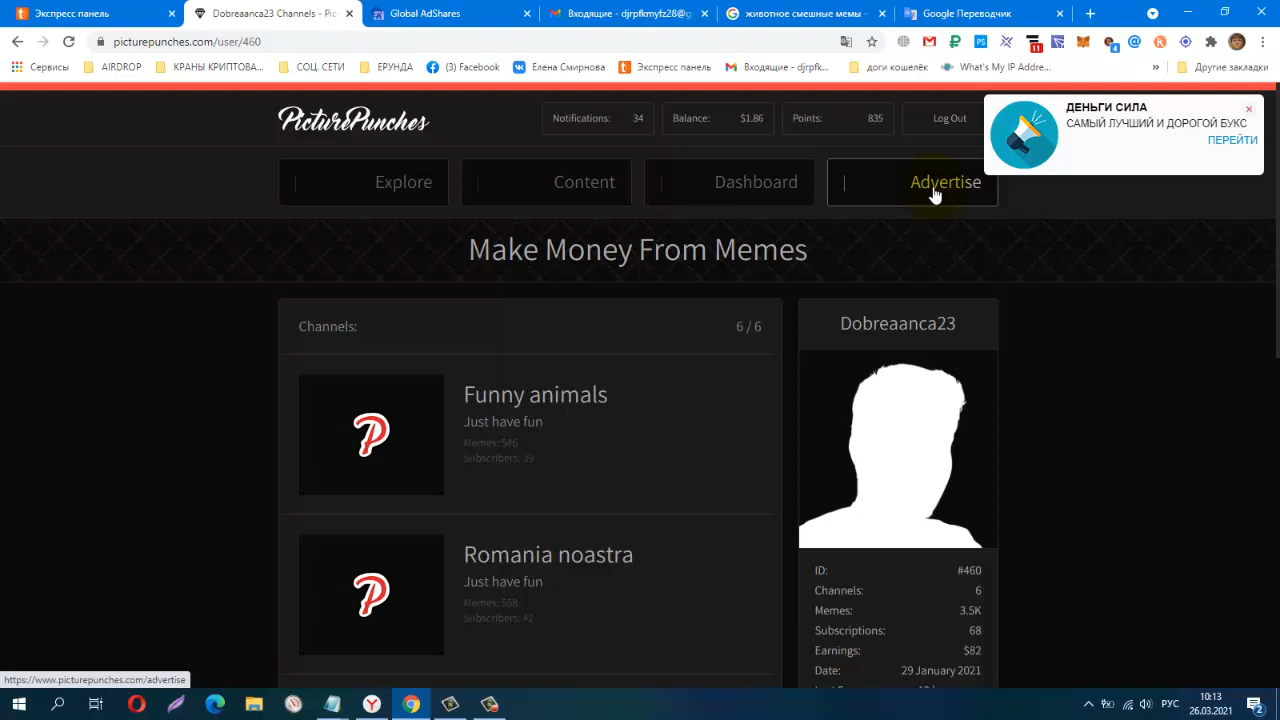 Экспресс панель
Dobreaanca23 Channels - Pic
Global AdShares
Входящие - djrpfkmyfz28@g
животное смешные мемы -
Google Переводчик
picturepunches.com/user/460
11
4
Сервисы
AIRDROP
КРАНЫ КРИПТОВА...
СОЦ. СЕТИ
ЕРУНДА
(3) Facebook
Елена Смирнова
Экспресс панель
Входящие - djrpfk...
доги кошелёк
What's My IP Addre...
»
Другие закладки
PicturePunches
Notifications: 34
Balance: $1.86
Points: 835
Log Out
ДЕНЬГИ СИЛА
САМЫЙ ЛУЧШИЙ И ДОРОГОЙ БУКС
ПЕРЕЙТИ
Explore
Content
Dashboard
Advertise
Make Money From Memes
Channels: 6 / 6
Funny animals
Just have fun
Memes: 546
Subscribers: 39
Romania noastra
Just have fun
Memes: 558
Subscribers: 42
Dobreaanca23
ID: #460
Channels: 6
Memes: 3.5K
Subscriptions: 68
Earnings: $82
Date: 29 January 2021
https://www.picturepunches.com/advertise
РУС
10:13
26.03.2021
2